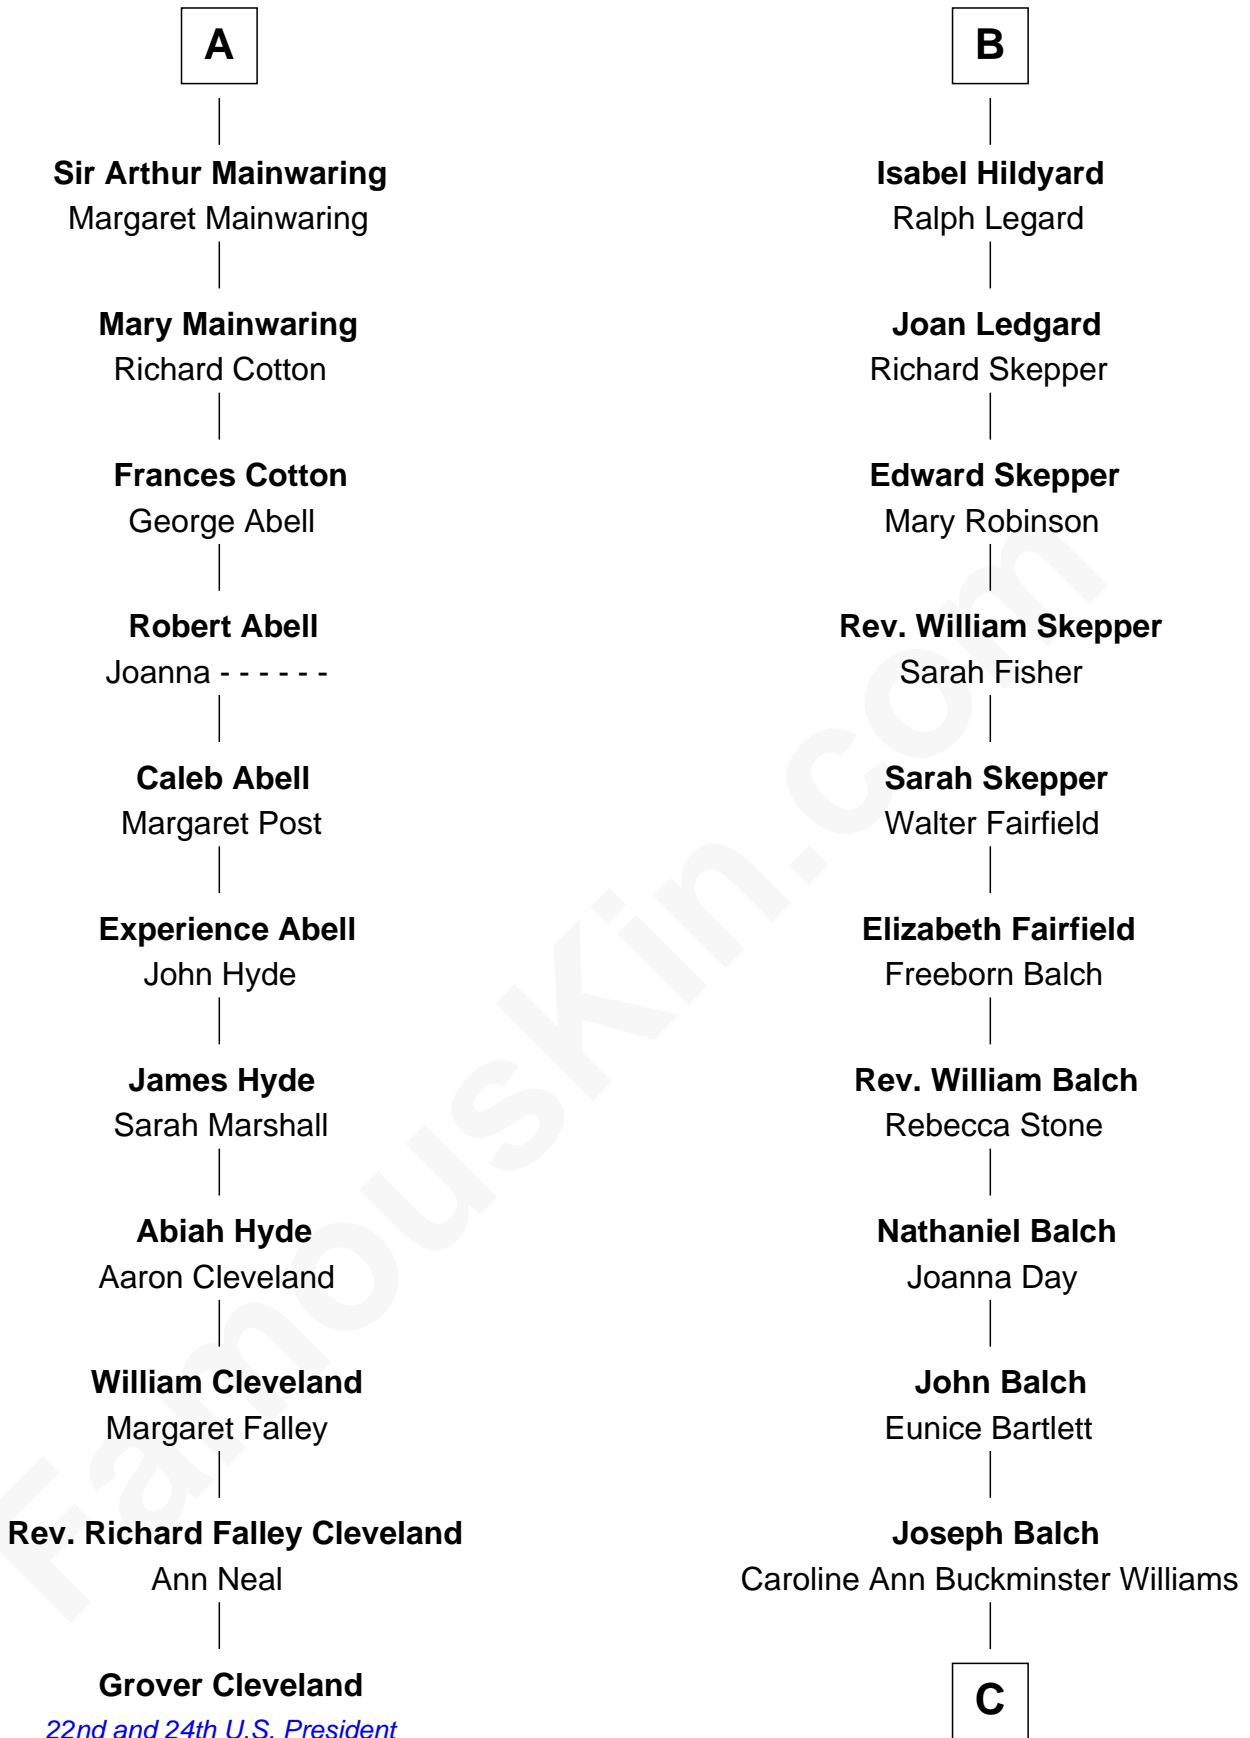 A
Sir Arthur Mainwaring
Margaret Mainwaring
Mary Mainwaring
Richard Cotton
Frances Cotton
George Abell
Robert Abell
Joanna - - - - - -
Caleb Abell
Margaret Post
Experience Abell
John Hyde
James Hyde
Sarah Marshall
Abiah Hyde
Aaron Cleveland
William Cleveland
Margaret Falley
Rev. Richard Falley Cleveland
Ann Neal
Grover Cleveland
22nd and 24th U.S. President
B
Isabel Hildyard
Ralph Legard
Joan Ledgard
Richard Skepper
Edward Skepper
Mary Robinson
Rev. William Skepper
Sarah Fisher
Sarah Skepper
Walter Fairfield
Elizabeth Fairfield
Freeborn Balch
Rev. William Balch
Rebecca Stone
Nathaniel Balch
Joanna Day
John Balch
Eunice Bartlett
Joseph Balch
Caroline Ann Buckminster Williams
C
FamousKin.com